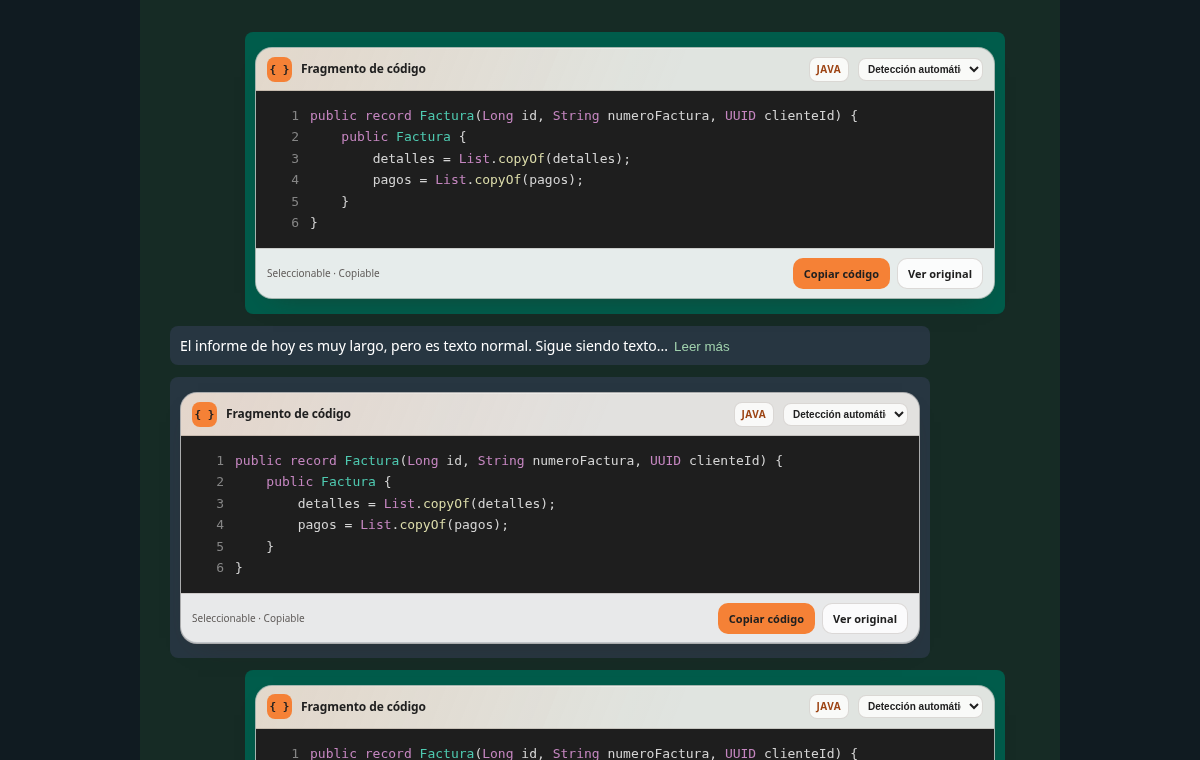 { } Fragmento de código JAVA Detección automáti
1 public record Factura(Long id, String numeroFactura, UUID clienteId) {
2     public Factura {
3         detalles = List.copyOf(detalles);
4         pagos = List.copyOf(pagos);
5     }
6 }
Seleccionable · Copiable Copiar código Ver original
El informe de hoy es muy largo, pero es texto normal. Sigue siendo texto... Leer más
{ } Fragmento de código JAVA Detección automáti
1 public record Factura(Long id, String numeroFactura, UUID clienteId) {
2     public Factura {
3         detalles = List.copyOf(detalles);
4         pagos = List.copyOf(pagos);
5     }
6 }
Seleccionable · Copiable Copiar código Ver original
{ } Fragmento de código JAVA Detección automáti
1 public record Factura(Long id, String numeroFactura, UUID clienteId) {